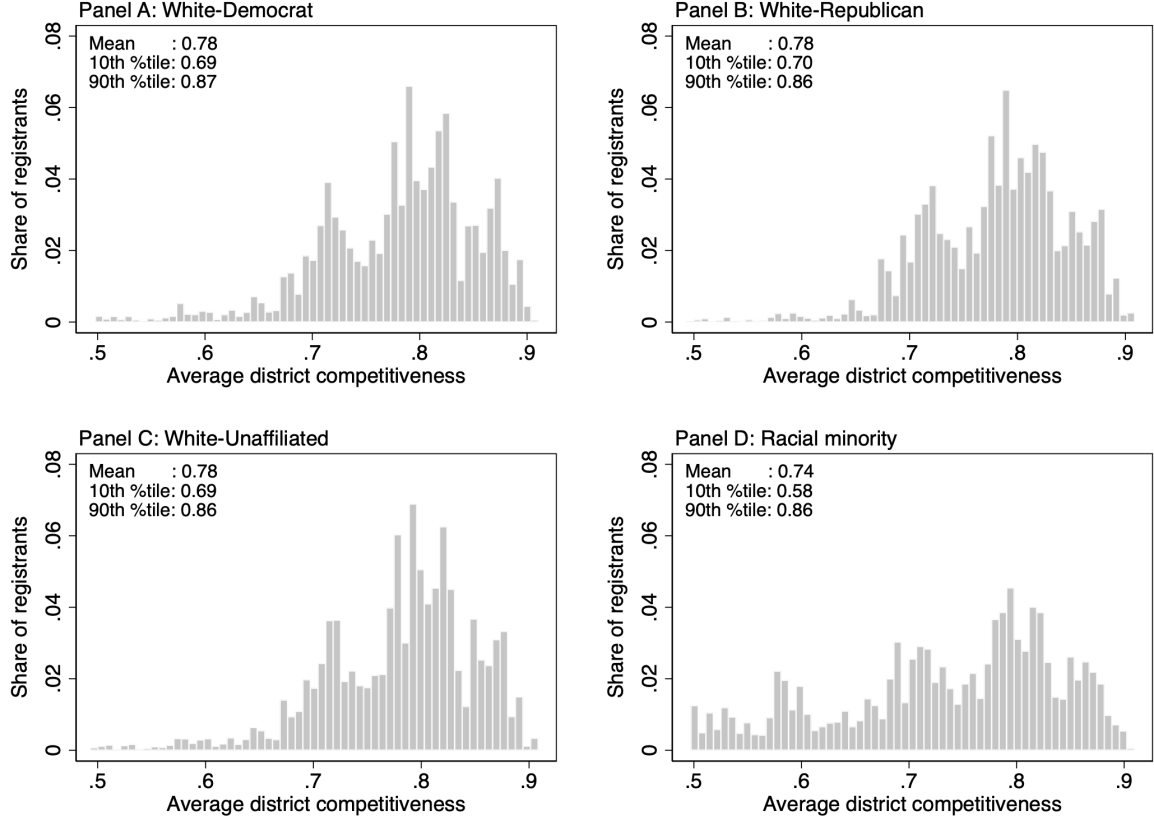 Panel A: White-Democrat
Mean : 0.78
10th %tile: 0.69
90th %tile: 0.87
.08
.06
.04
.02
0
Share of registrants
.5 .6 .7 .8 .9
Average district competitiveness
Panel B: White-Republican
Mean : 0.78
10th %tile: 0.70
90th %tile: 0.86
.08
.06
.04
.02
0
Share of registrants
.5 .6 .7 .8 .9
Average district competitiveness
Panel C: White-Unaffiliated
Mean : 0.78
10th %tile: 0.69
90th %tile: 0.86
.08
.06
.04
.02
0
Share of registrants
.5 .6 .7 .8 .9
Average district competitiveness
Panel D: Racial minority
Mean : 0.74
10th %tile: 0.58
90th %tile: 0.86
.08
.06
.04
.02
0
Share of registrants
.5 .6 .7 .8 .9
Average district competitiveness